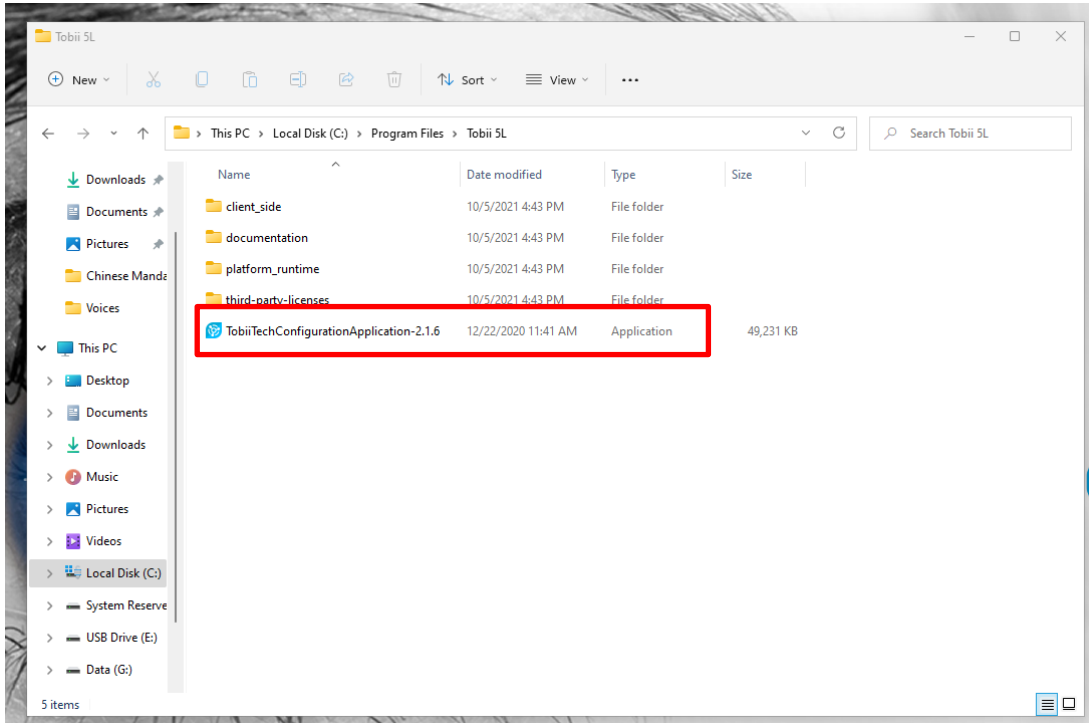 Tobii 5L
New
Sort
View
This PC > Local Disk (C:) > Program Files > Tobii 5L
Search Tobii 5L
Downloads
Documents
Pictures
Chinese Manda
Voices
This PC
Desktop
Documents
Downloads
Music
Pictures
Videos
Local Disk (C:)
System Reserve
USB Drive (E:)
Data (G:)
Name Date modified Type Size
client_side 10/5/2021 4:43 PM File folder
documentation 10/5/2021 4:43 PM File folder
platform_runtime 10/5/2021 4:43 PM File folder
third-party-licenses 10/5/2021 4:43 PM File folder
TobiiTechConfigurationApplication-2.1.6 12/22/2020 11:41 AM Application 49,231 KB
5 items